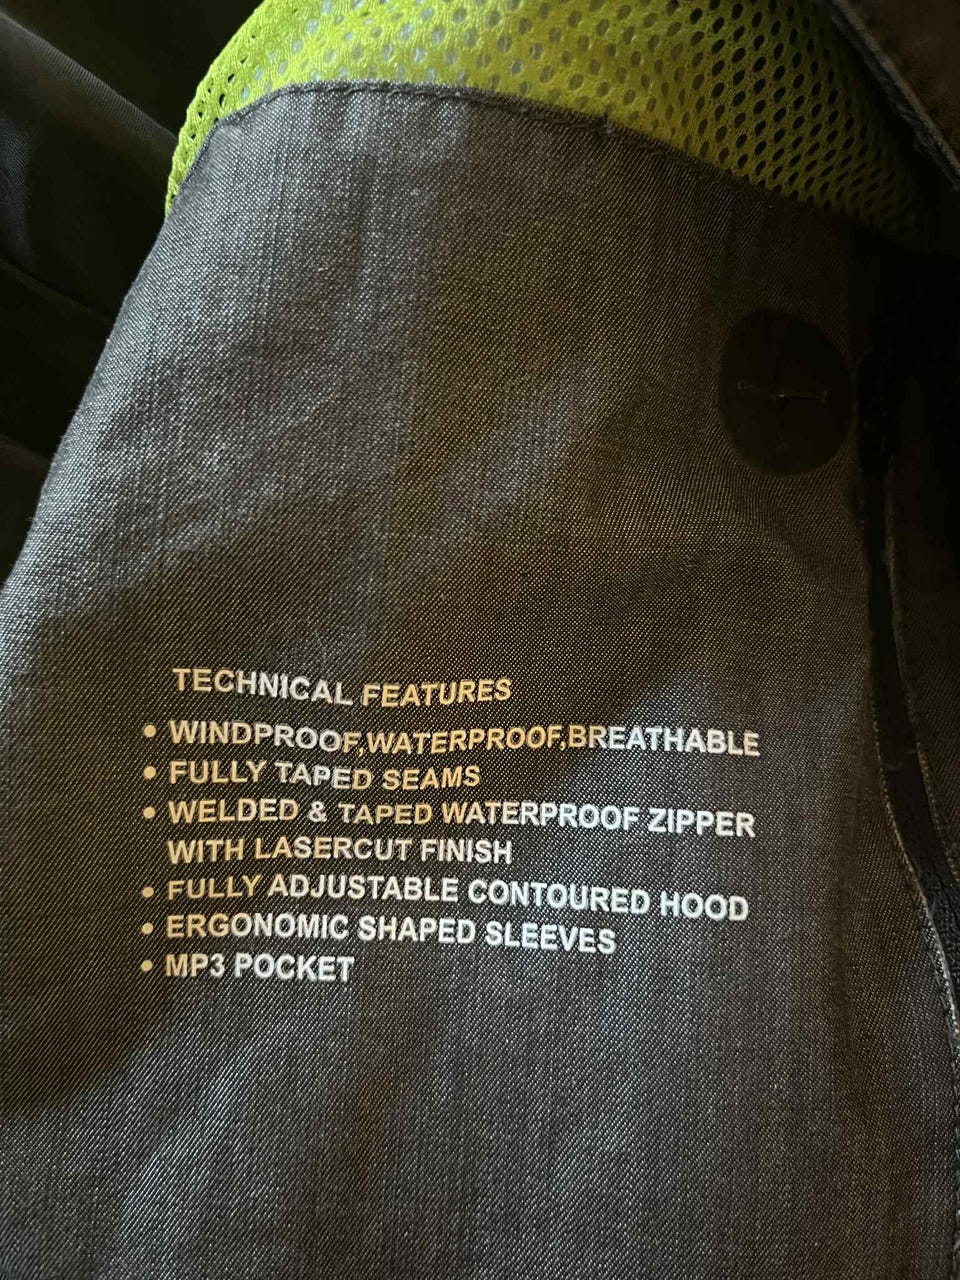 TECHNICAL FEATURES
• WINDPROOF,WATERPROOF,BREATHABLE
• FULLY TAPED SEAMS
• WELDED & TAPED WATERPROOF ZIPPER
WITH LASERCUT FINISH
• FULLY ADJUSTABLE CONTOURED HOOD
• ERGONOMIC SHAPED SLEEVES
• MP3 POCKET